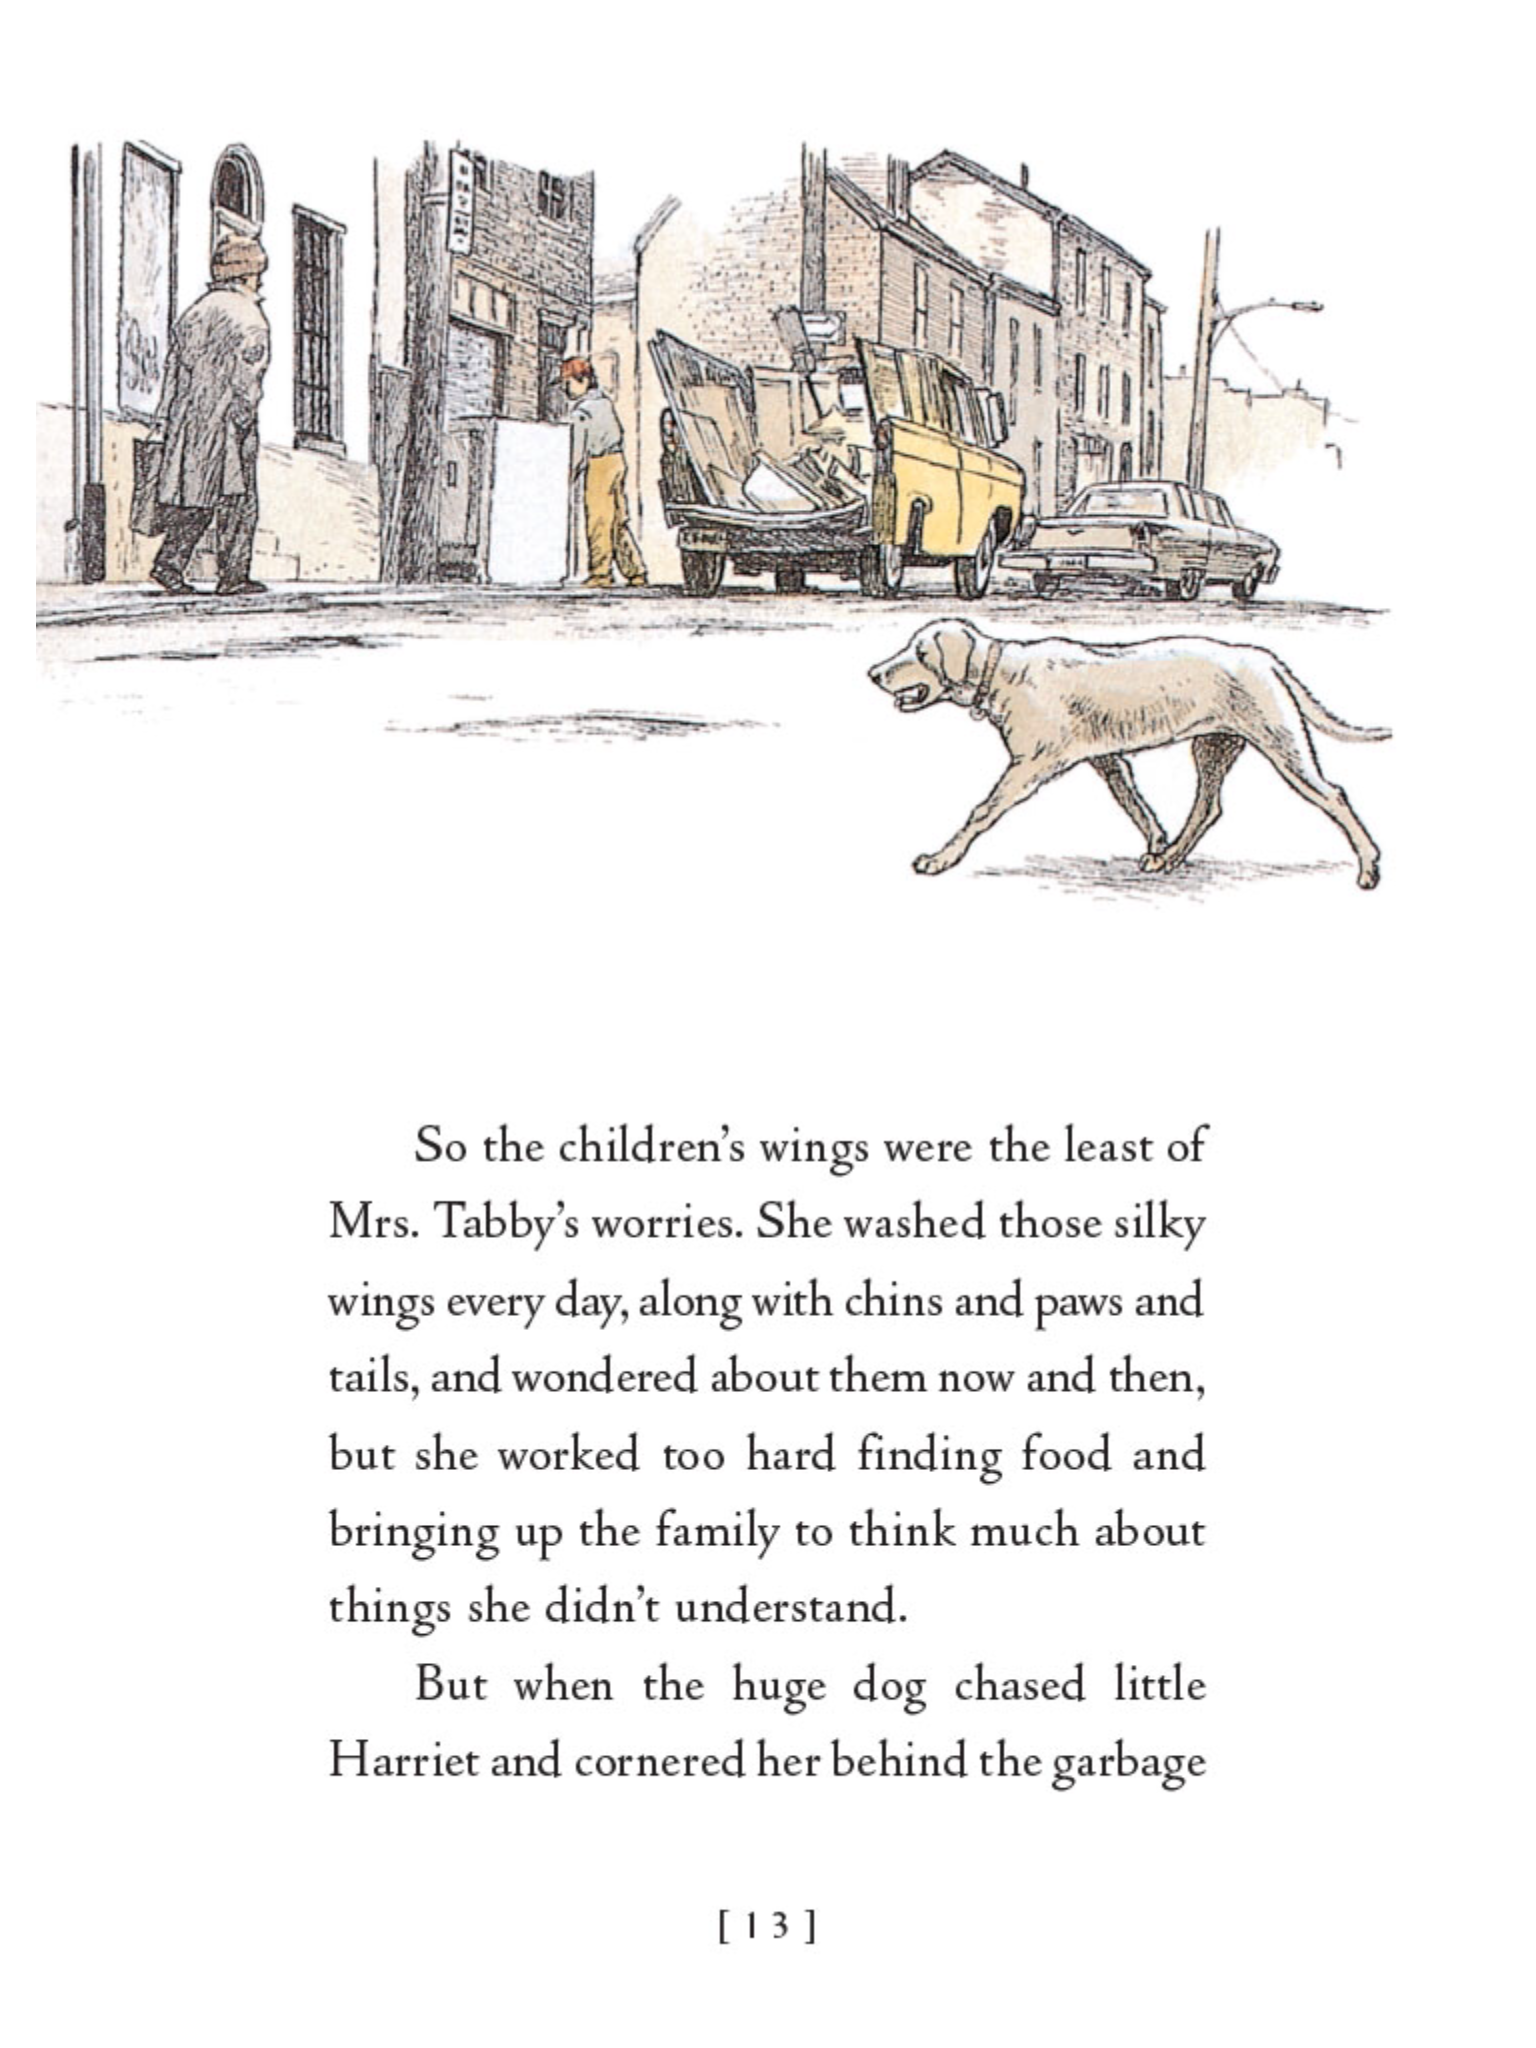 So the children’s wings were the least of
Mrs. Tabby’s worries. She washed those silky
wings every day, along with chins and paws and
tails, and wondered about them now and then,
but she worked too hard finding food and
bringing up the family to think much about
things she didn’t understand.
But when the huge dog chased little
Harriet and cornered her behind the garbage
[ 1 3 ]